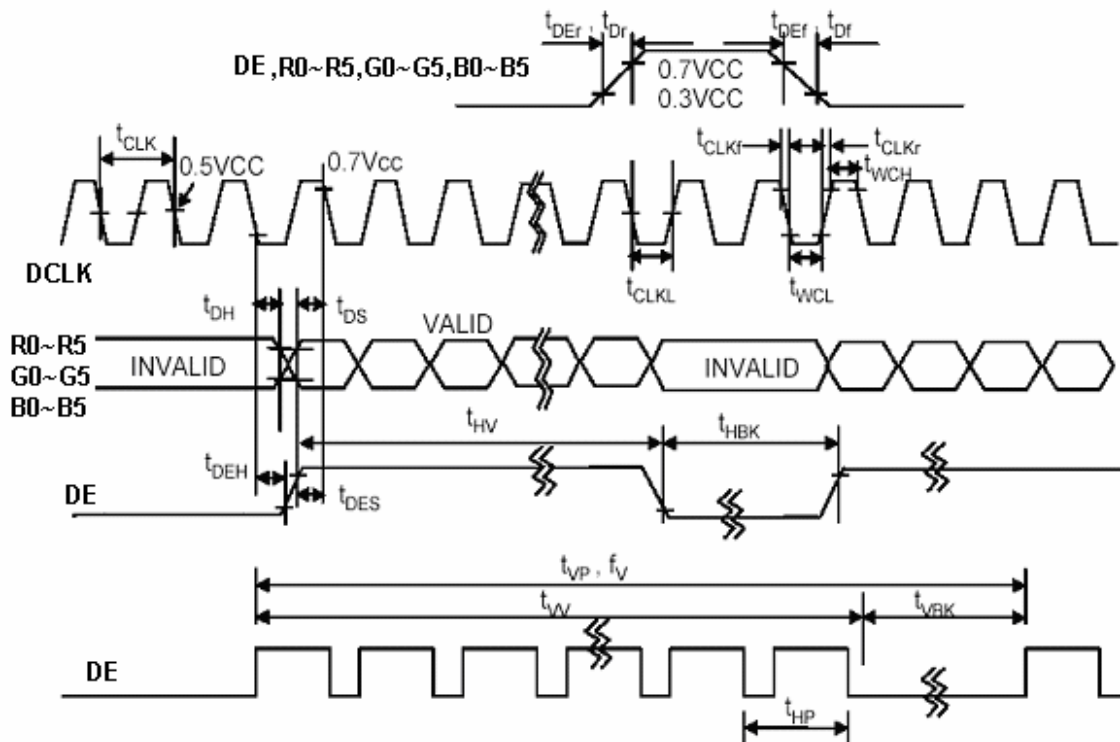 tDEr , tDr
tDEf , tDf
DE ,R0~R5,G0~G5,B0~B5
0.7VCC
0.3VCC
tCLK
0.5VCC
0.7Vcc
tCLKf
tCLKr
tWCH
DCLK
tCLKL
tWCL
tDH
tDS
VALID
R0~R5
G0~G5
B0~B5
INVALID
INVALID
tHV
tHBK
tDEH
DE
tDES
tVP , fV
tVV
tVBK
DE
tHP